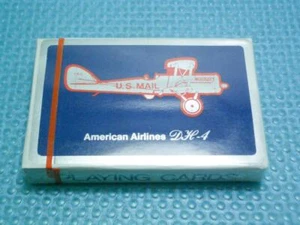 U.S. MAIL
American Airlines DH-4
PLAYING CARDS